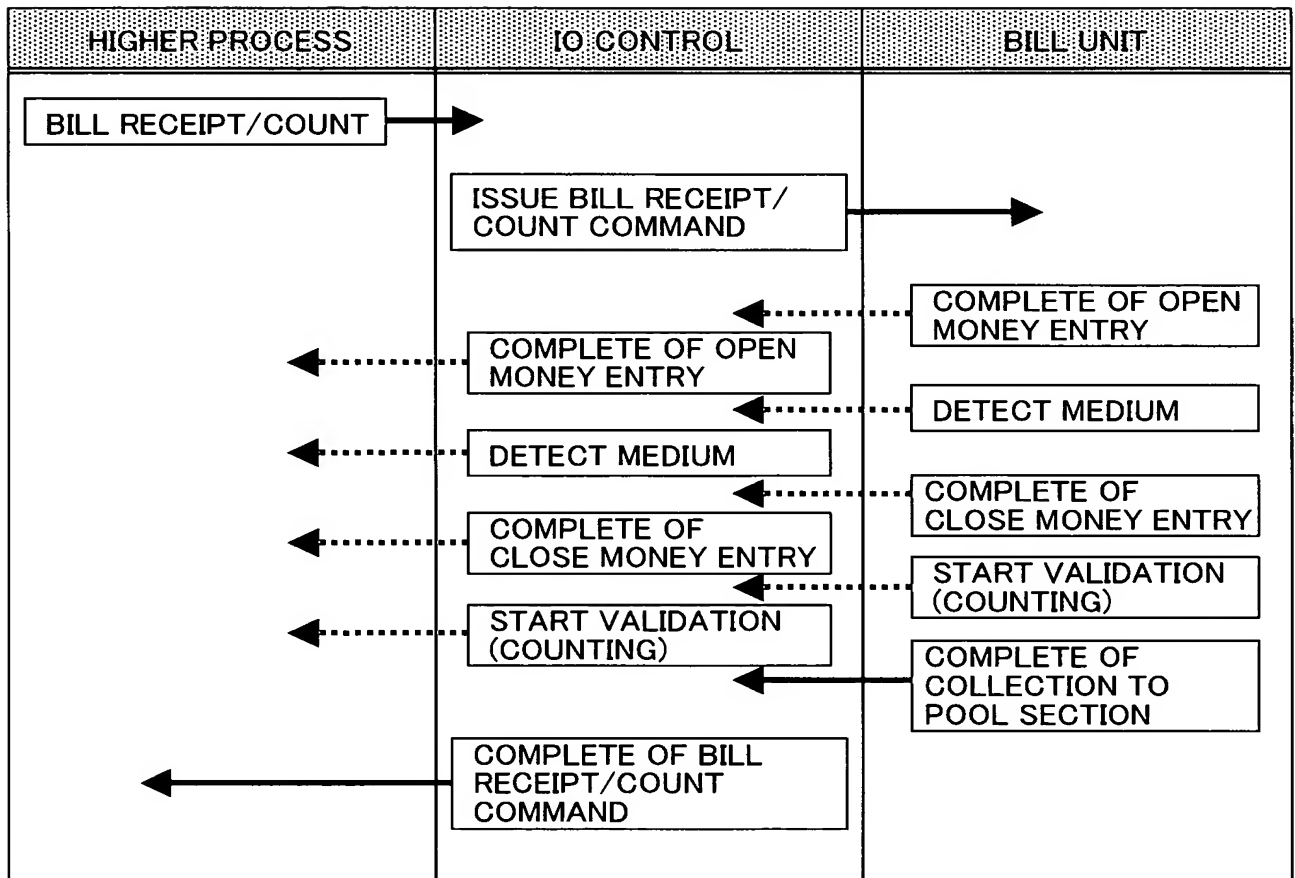 HIGHER PROCESS IO CONTROL BILL UNIT
BILL RECEIPT/COUNT
ISSUE BILL RECEIPT/
COUNT COMMAND
COMPLETE OF OPEN
MONEY ENTRY
COMPLETE OF OPEN
MONEY ENTRY
DETECT MEDIUM
DETECT MEDIUM
COMPLETE OF
CLOSE MONEY ENTRY
COMPLETE OF
CLOSE MONEY ENTRY
START VALIDATION
(COUNTING)
START VALIDATION
(COUNTING)
COMPLETE OF
COLLECTION TO
POOL SECTION
COMPLETE OF BILL
RECEIPT/COUNT
COMMAND